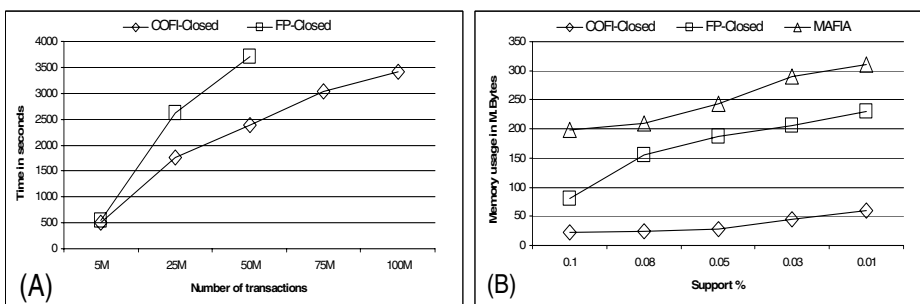 COFI-Closed FP-Closed
Time in seconds
4000
3500
3000
2500
2000
1500
1000
500
0
5M 25M 50M 75M 100M
Number of transactions
(A)
COFI-Closed FP-Closed MAFIA
Memory usage in M.Bytes
350
300
250
200
150
100
50
0
0.1 0.08 0.05 0.03 0.01
Support %
(B)